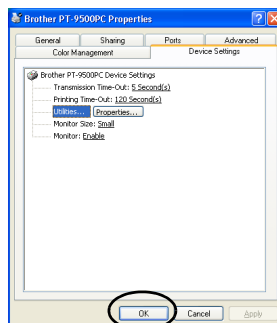 Brother PT-9500PC Properties
General Sharing Ports Advanced
Color Management Device Settings
Brother PT-9500PC Device Settings
Transmission Time-Out: 5 Second(s)
Printing Time-Out: 120 Second(s)
Utilities... Properties...
Monitor Size: Small
Monitor: Enable
OK Cancel Apply